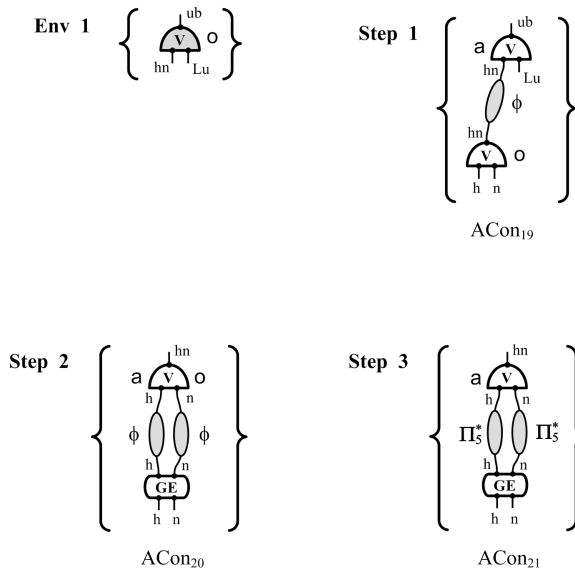 Env 1
ub
V
o
hn
Lu
Step 1
ub
a
V
hn
Lu
ϕ
hn
V
o
h n
ACon₁₉
Step 2
hn
a
V
o
h n
ϕ ϕ
h n
GE
h n
ACon₂₀
Step 3
hn
a
V
h n
Π₅* Π₅*
h n
GE
h n
ACon₂₁